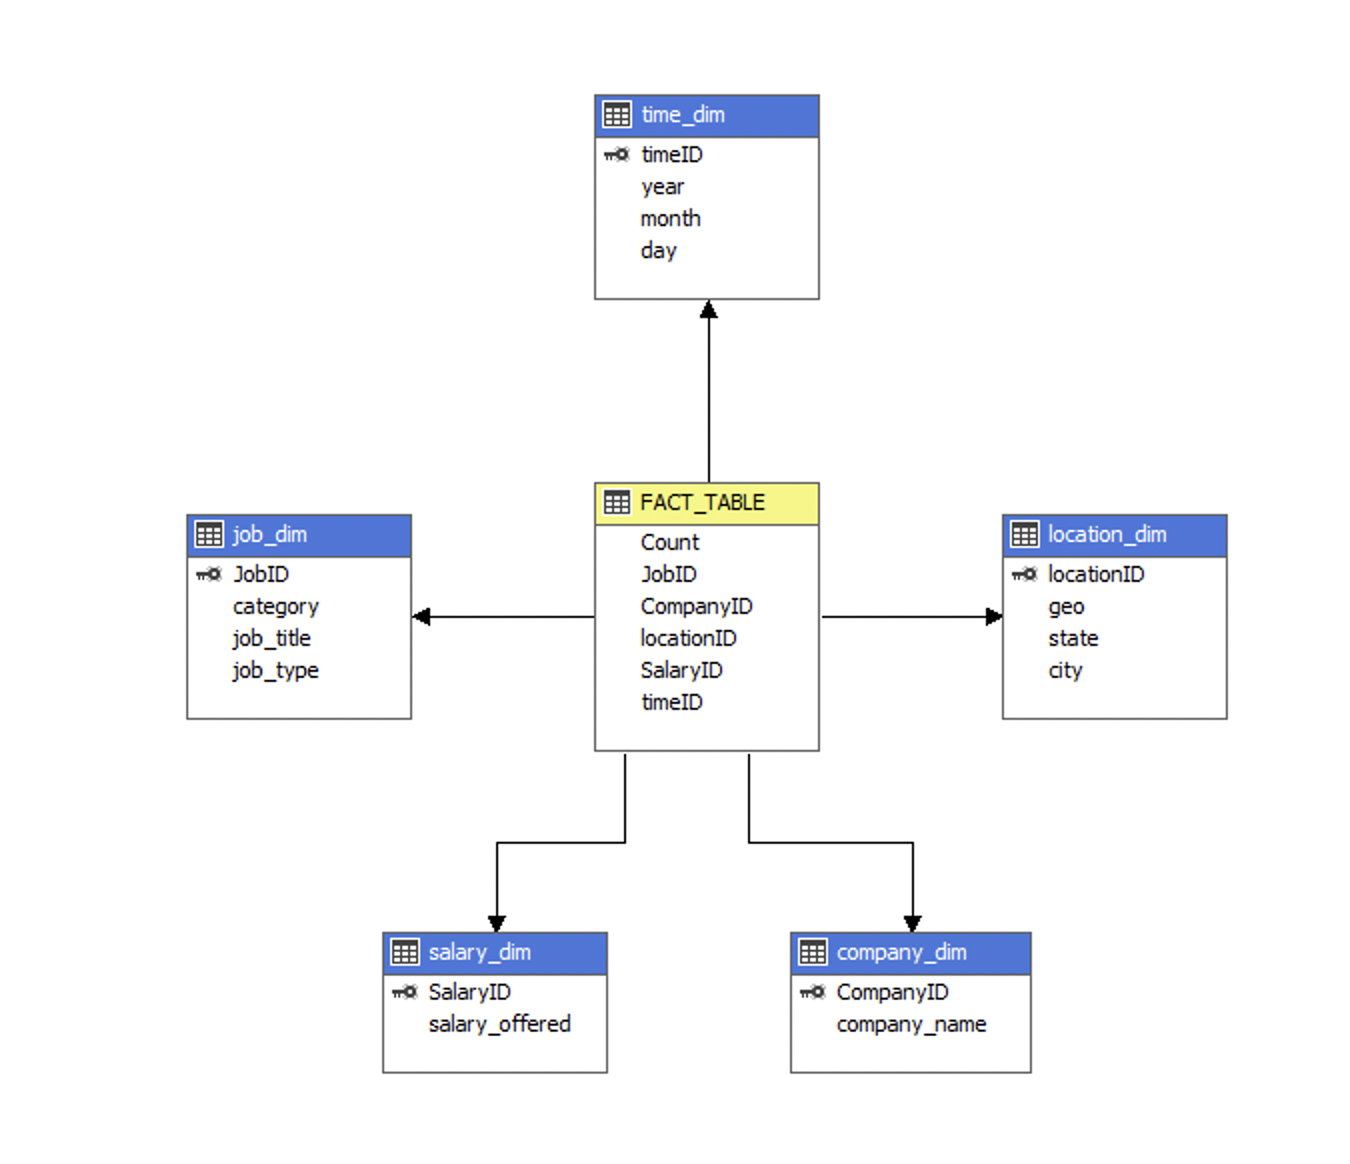 time_dim
timeID
year
month
day
FACT_TABLE
Count
JobID
CompanyID
locationID
SalaryID
timeID
job_dim
JobID
category
job_title
job_type
location_dim
locationID
geo
state
city
salary_dim
SalaryID
salary_offered
company_dim
CompanyID
company_name